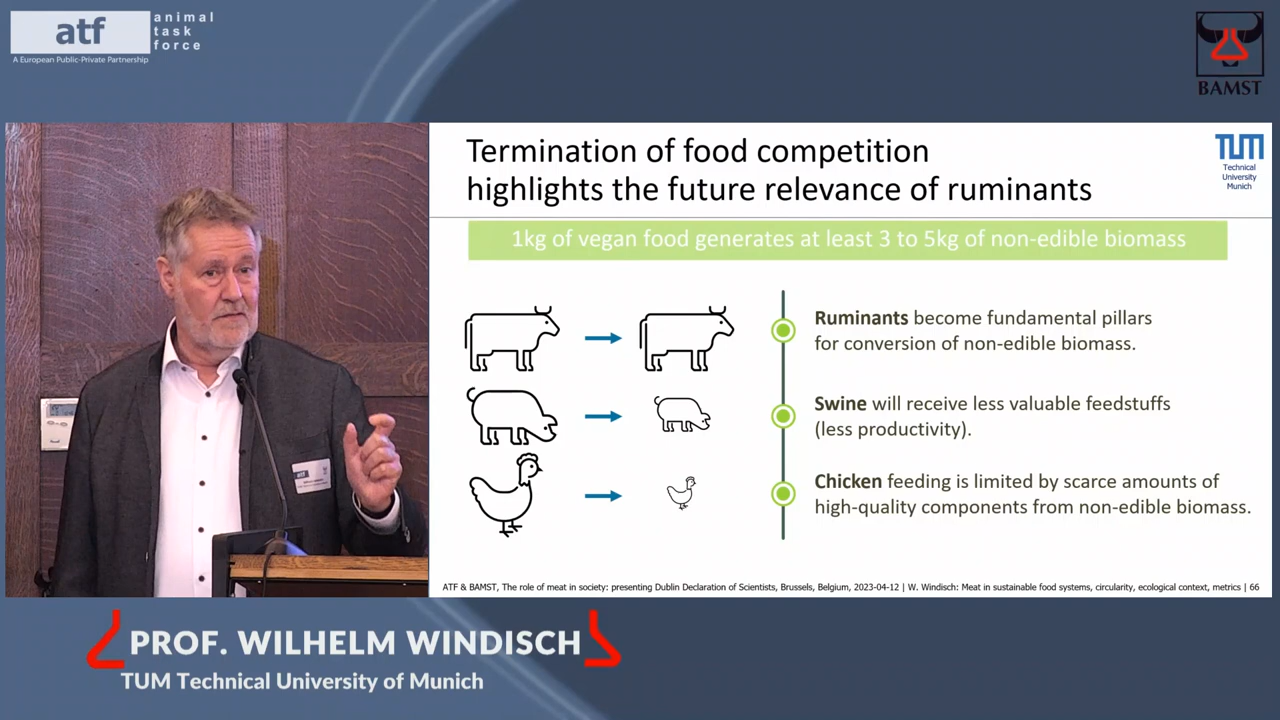 atf
animal
task
force
A European Public-Private Partnership
BAMST
Termination of food competition
highlights the future relevance of ruminants
TUM
Technical
University
Munich
1kg of vegan food generates at least 3 to 5kg of non-edible biomass
Ruminants become fundamental pillars
for conversion of non-edible biomass.
Swine will receive less valuable feedstuffs
(less productivity).
Chicken feeding is limited by scarce amounts of
high-quality components from non-edible biomass.
ATF & BAMST, The role of meat in society: presenting Dublin Declaration of Scientists, Brussels, Belgium, 2023-04-12 | W. Windisch: Meat in sustainable food systems, circularity, ecological context, metrics | 66
PROF. WILHELM WINDISCH
TUM Technical University of Munich